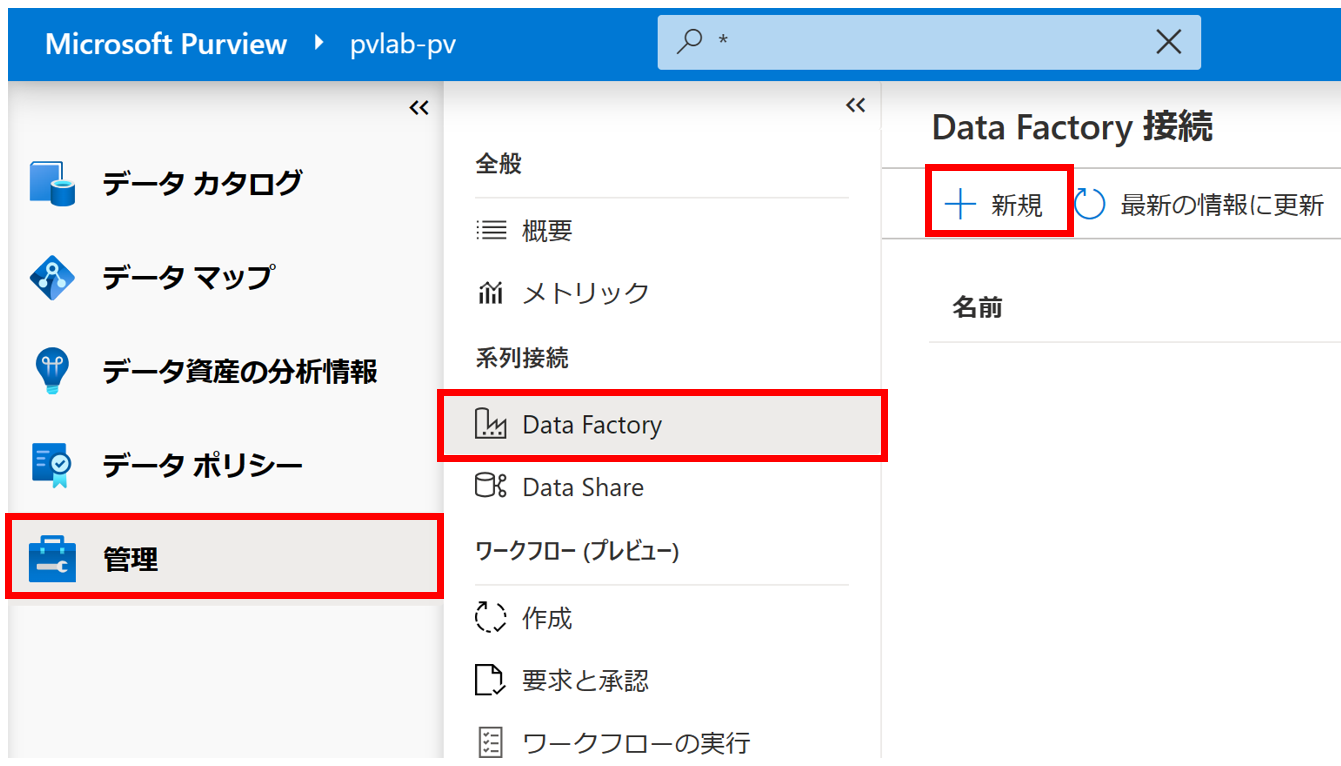 Microsoft Purview pvlab-pv
*
データ カタログ
データ マップ
データ資産の分析情報
データ ポリシー
管理
全般
概要
メトリック
系列接続
Data Factory
Data Share
ワークフロー (プレビュー)
作成
要求と承認
ワークフローの実行
Data Factory 接続
新規 最新の情報に更新
名前